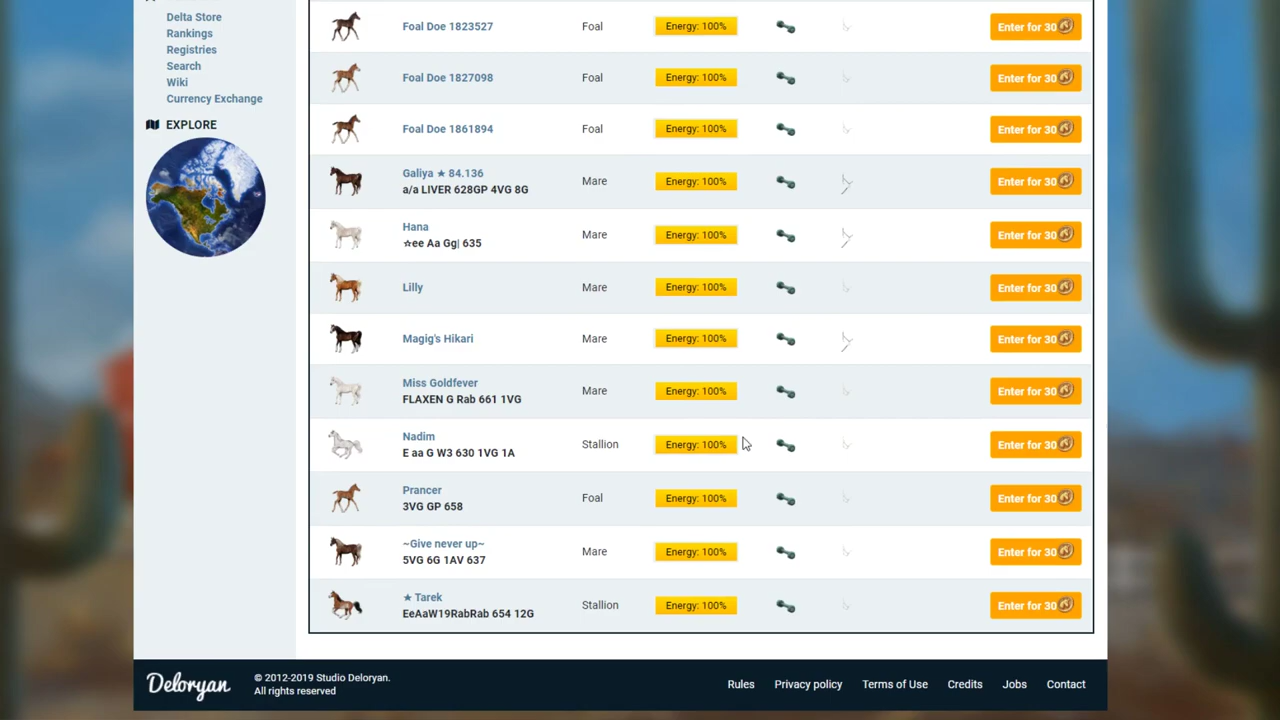 Delta Store
Rankings
Registries
Search
Wiki
Currency Exchange
EXPLORE
Foal Doe 1823527 Foal Energy: 100% Enter for 30
Foal Doe 1827098 Foal Energy: 100% Enter for 30
Foal Doe 1861894 Foal Energy: 100% Enter for 30
Galiya ★ 84.136
a/a LIVER 628GP 4VG 8G Mare Energy: 100% Enter for 30
Hana
☆ee Aa Gg| 635 Mare Energy: 100% Enter for 30
Lilly Mare Energy: 100% Enter for 30
Magig's Hikari Mare Energy: 100% Enter for 30
Miss Goldfever
FLAXEN G Rab 661 1VG Mare Energy: 100% Enter for 30
Nadim
E aa G W3 630 1VG 1A Stallion Energy: 100% Enter for 30
Prancer
3VG GP 658 Foal Energy: 100% Enter for 30
~Give never up~
5VG 6G 1AV 637 Mare Energy: 100% Enter for 30
★ Tarek
EeAaW19RabRab 654 12G Stallion Energy: 100% Enter for 30
Deloryan
© 2012-2019 Studio Deloryan.
All rights reserved
Rules Privacy policy Terms of Use Credits Jobs Contact